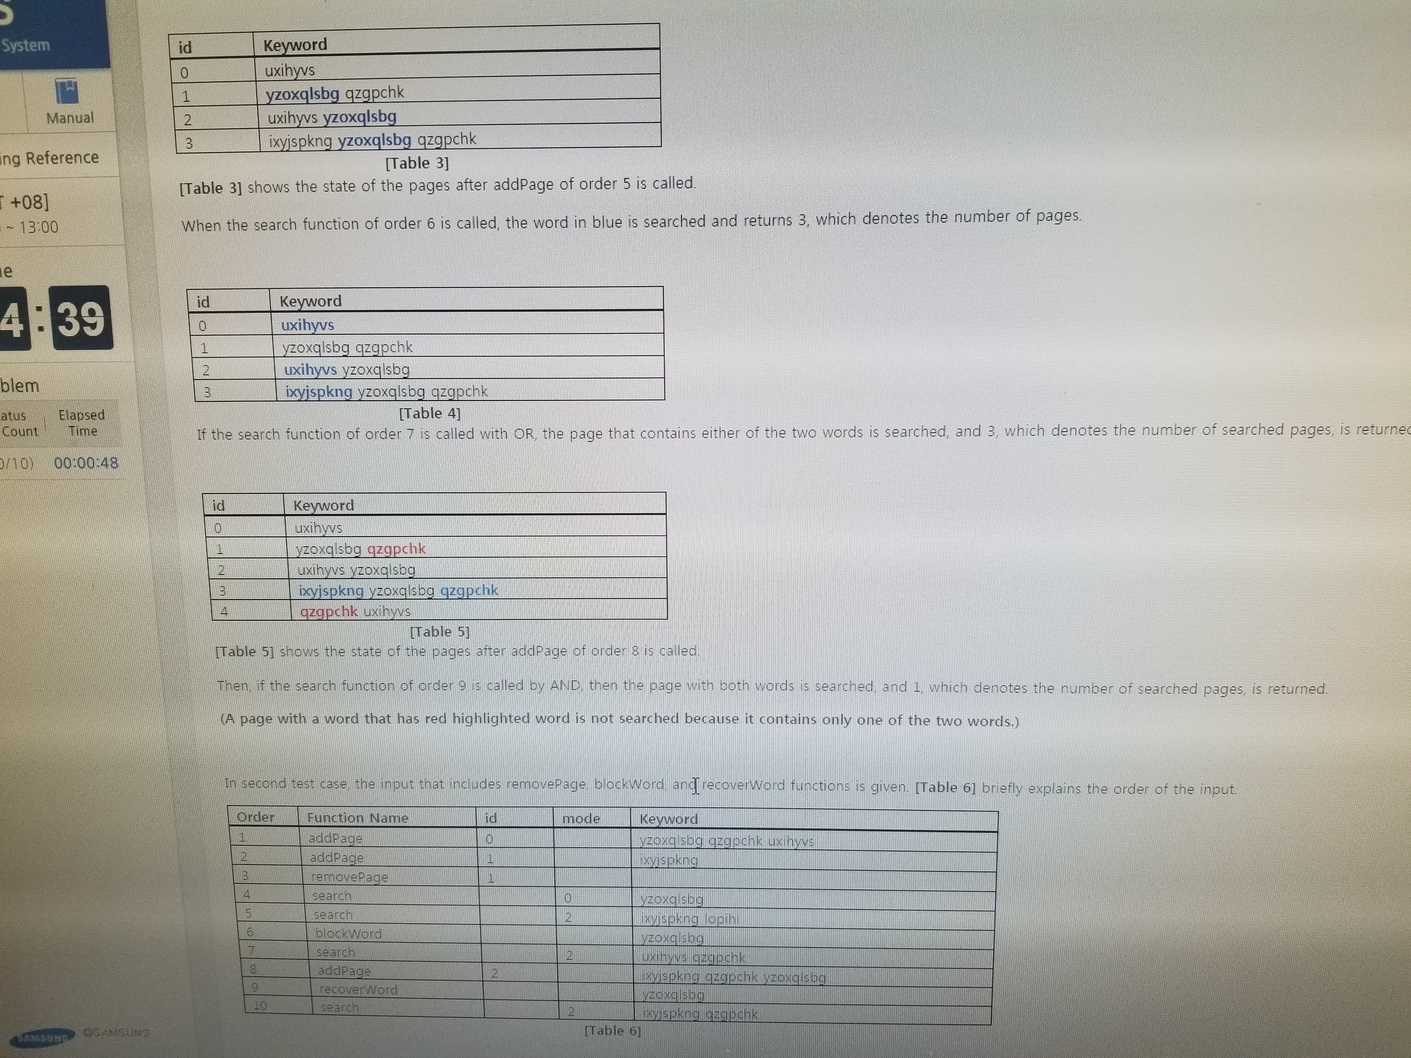 S
System
Manual
ing Reference
T +08]
~ 13:00
ne
4:39
blem
atus Elapsed
Count Time
0/10) 00:00:48
id Keyword
0 uxihyvs
1 yzoxqlsbg qzgpchk
2 uxihyvs yzoxqlsbg
3 ixyjspkng yzoxqlsbg qzgpchk
[Table 3]
[Table 3] shows the state of the pages after addPage of order 5 is called.
When the search function of order 6 is called, the word in blue is searched and returns 3, which denotes the number of pages.
id Keyword
0 uxihyvs
1 yzoxqlsbg qzgpchk
2 uxihyvs yzoxqlsbg
3 ixyjspkng yzoxqlsbg qzgpchk
[Table 4]
If the search function of order 7 is called with OR, the page that contains either of the two words is searched, and 3, which denotes the number of searched pages, is returned
id Keyword
0 uxihyvs
1 yzoxqlsbg qzgpchk
2 uxihyvs yzoxqlsbg
3 ixyjspkng yzoxqlsbg qzgpchk
4 qzgpchk uxihyvs
[Table 5]
[Table 5] shows the state of the pages after addPage of order 8 is called.
Then, if the search function of order 9 is called by AND, then the page with both words is searched, and 1, which denotes the number of searched pages, is returned.
(A page with a word that has red highlighted word is not searched because it contains only one of the two words.)
In second test case, the input that includes removePage, blockWord, and recoverWord functions is given. [Table 6] briefly explains the order of the input.
Order Function Name id mode Keyword
1 addPage 0 yzoxqlsbg qzgpchk uxihyvs
2 addPage 1 ixyjspkng
3 removePage 1
4 search 0 yzoxqlsbg
5 search 2 ixyjspkng lopihi
6 blockWord yzoxqlsbg
7 search 2 uxihyvs qzgpchk
8 addPage 2 ixyjspkng qzgpchk yzoxqlsbg
9 recoverWord yzoxqlsbg
10 search 2 ixyjspkng qzgpchk
[Table 6]
SAMSUNG ©SAMSUNG